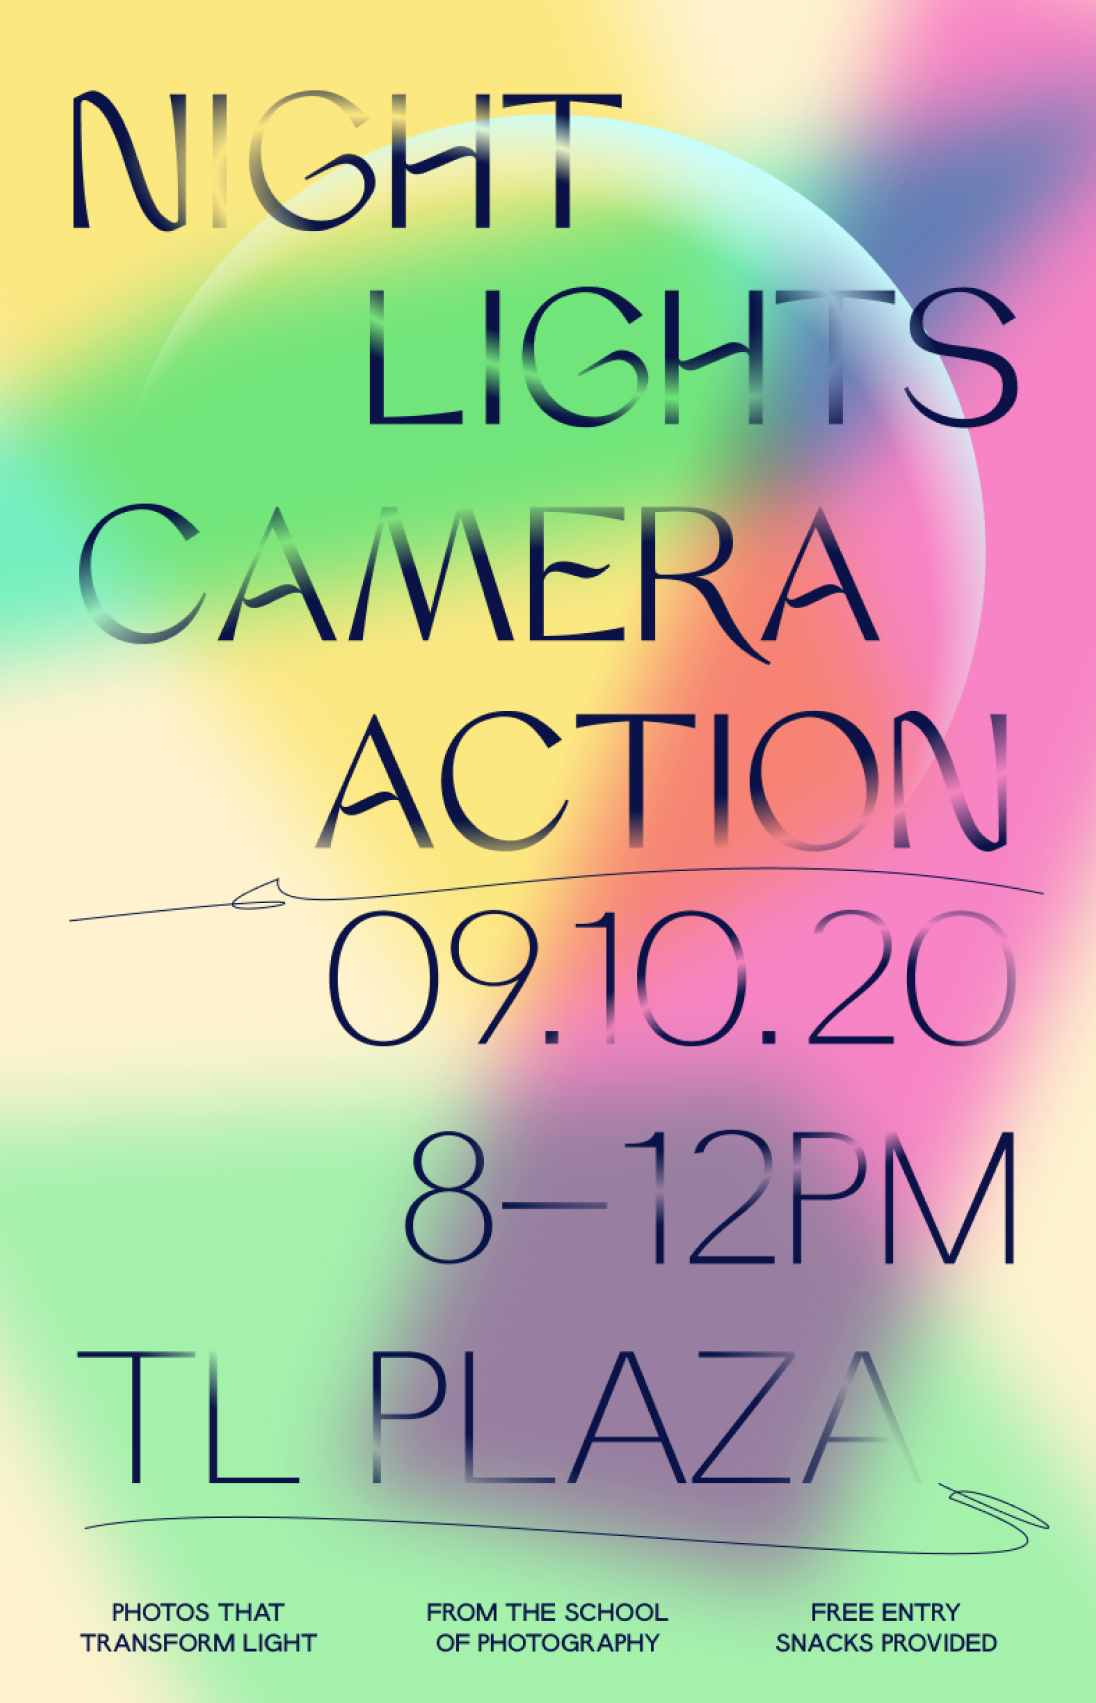 NIGHT
LIGHTS
CAMERA
ACTION
09.10.20
8–12PM
TL PLAZA
PHOTOS THAT
TRANSFORM LIGHT
FROM THE SCHOOL
OF PHOTOGRAPHY
FREE ENTRY
SNACKS PROVIDED